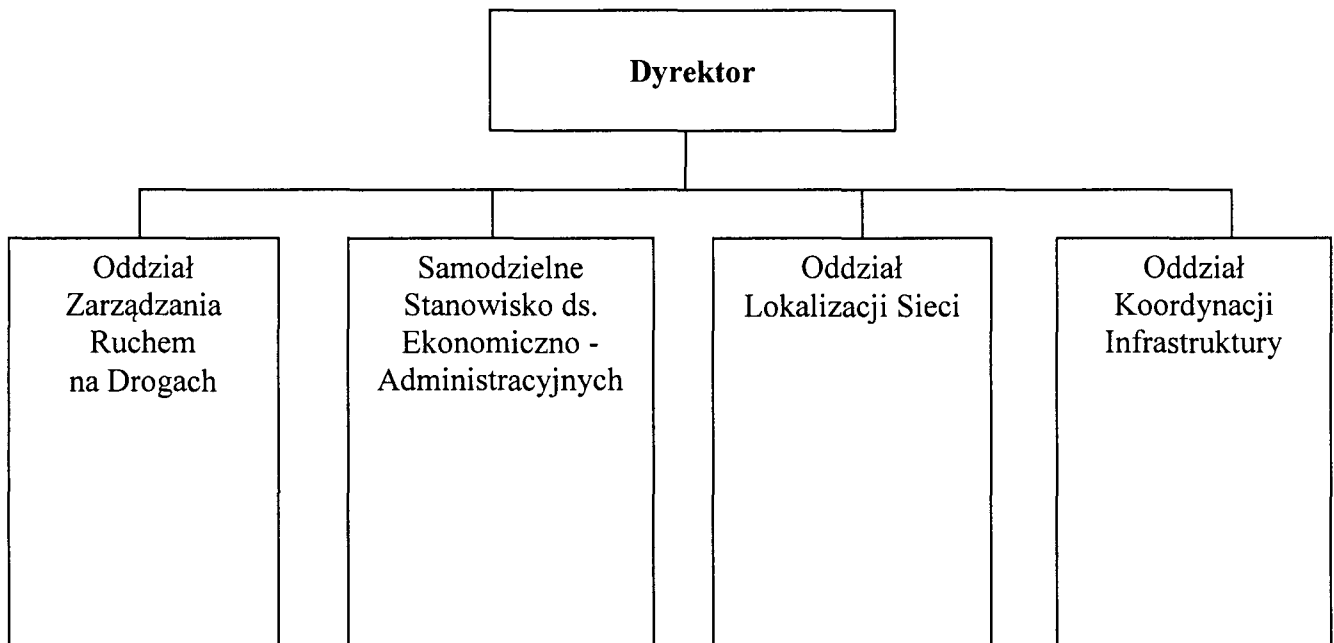 Dyrektor
Oddział
Zarządzania
Ruchem
na Drogach
Samodzielne
Stanowisko ds.
Ekonomiczno -
Administracyjnych
Oddział
Lokalizacji Sieci
Oddział
Koordynacji
Infrastruktury